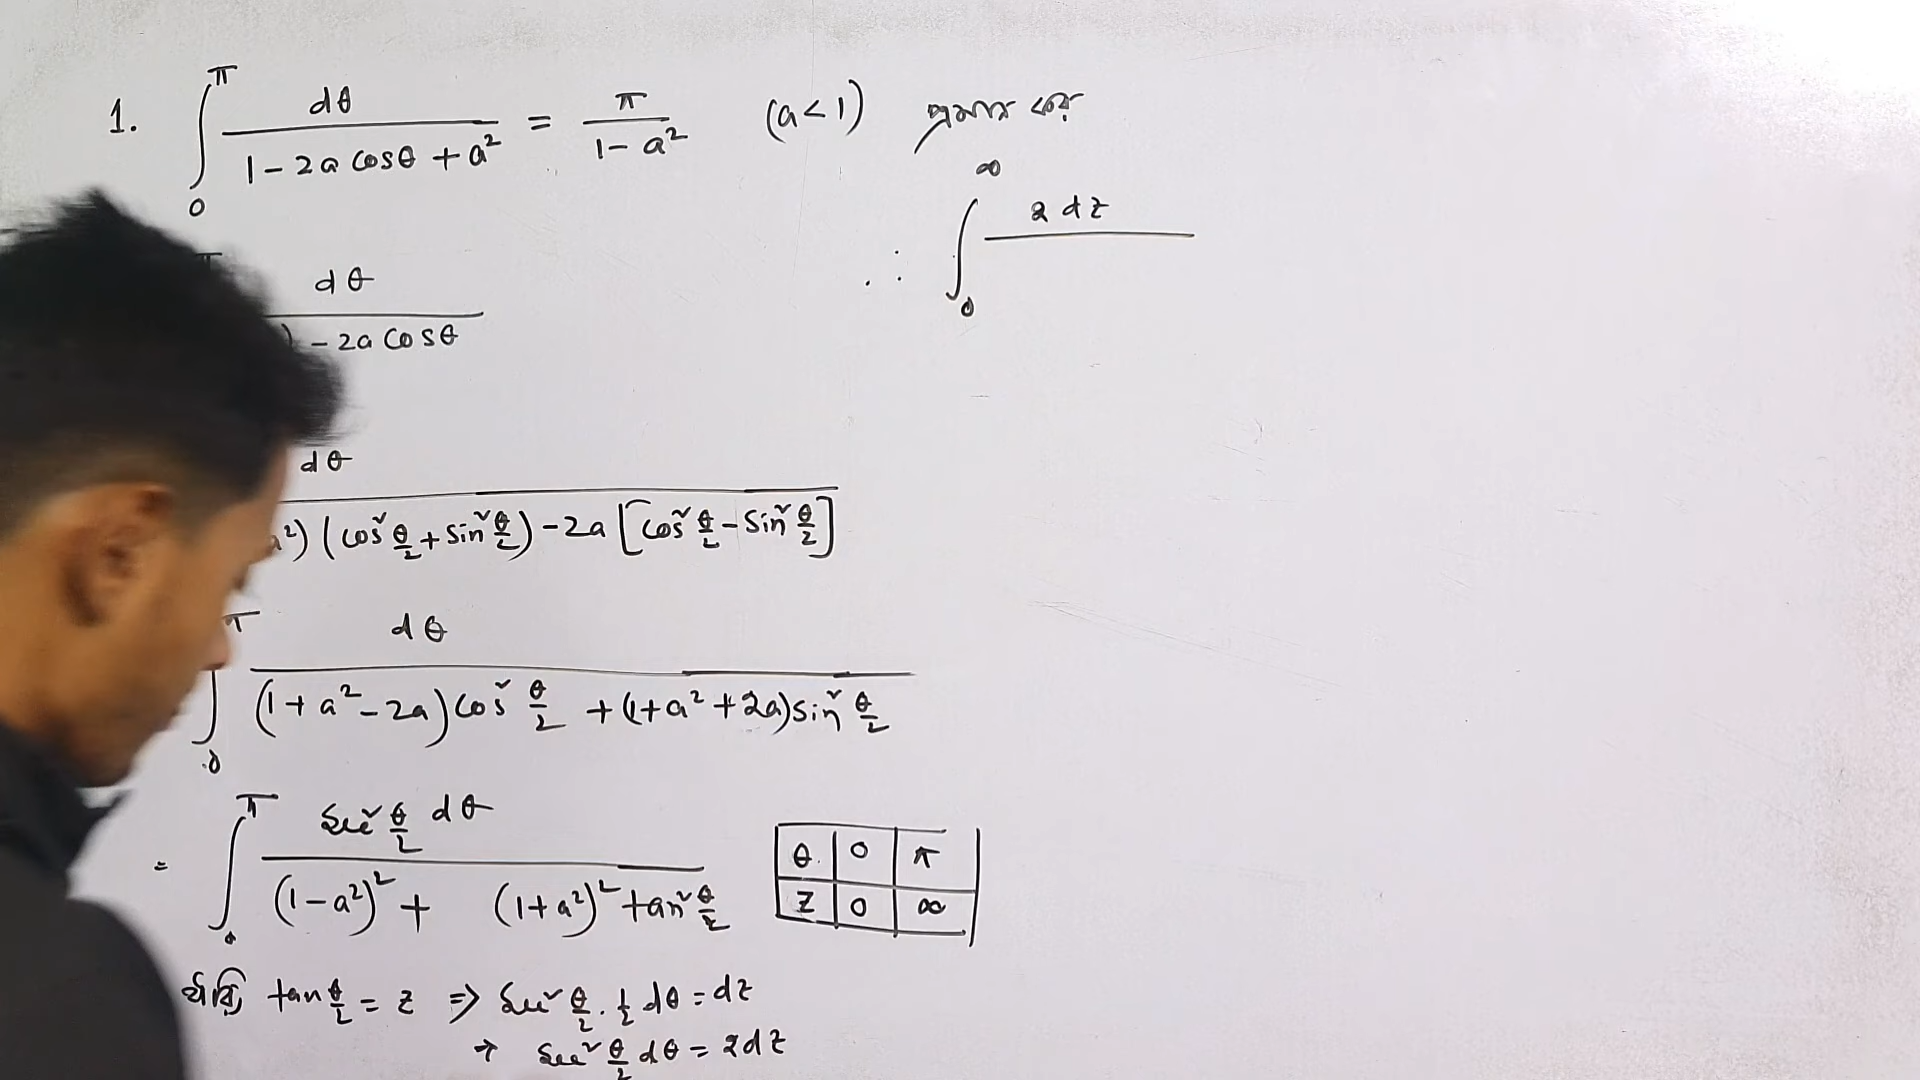 1. ∫₀^π dθ / (1 - 2a cosθ + a²) = π / (1 - a²) (a < 1) প্রমাণ কর
dθ / ) - 2a cosθ
dθ / a²) (cos² θ/2 + sin² θ/2) - 2a [cos² θ/2 - sin² θ/2]
∫₀^π dθ / (1 + a² - 2a) cos² θ/2 + (1 + a² + 2a) sin² θ/2
= ∫₀^π sec² θ/2 dθ / (1 - a²)² + (1 + a²)² tan² θ/2
θ 0 π
z 0 ∞
ধরি tan θ/2 = z ⇒ sec² θ/2 · 1/2 dθ = dz
→ sec² θ/2 dθ = 2dz
∴ ∫₀^∞ 2 dz /